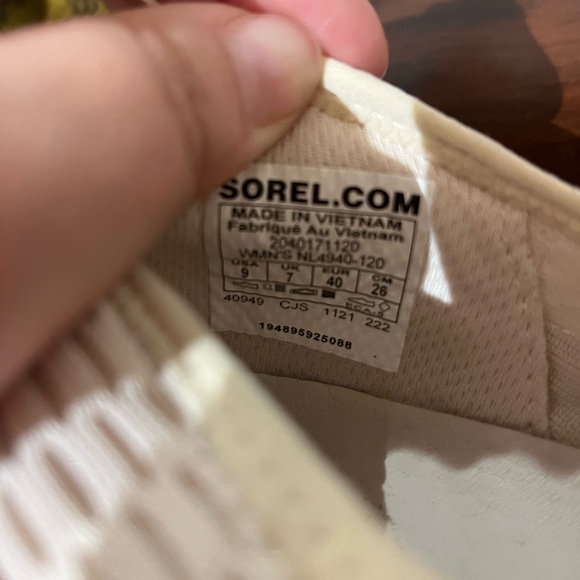 SOREL.COM
MADE IN VIETNAM
Fabriqué Au Vietnam
2040171120
WMN'S NL4940-120
USA UK EUR CM
9 7 40 26
40949 CJS 1121 222
194895925088